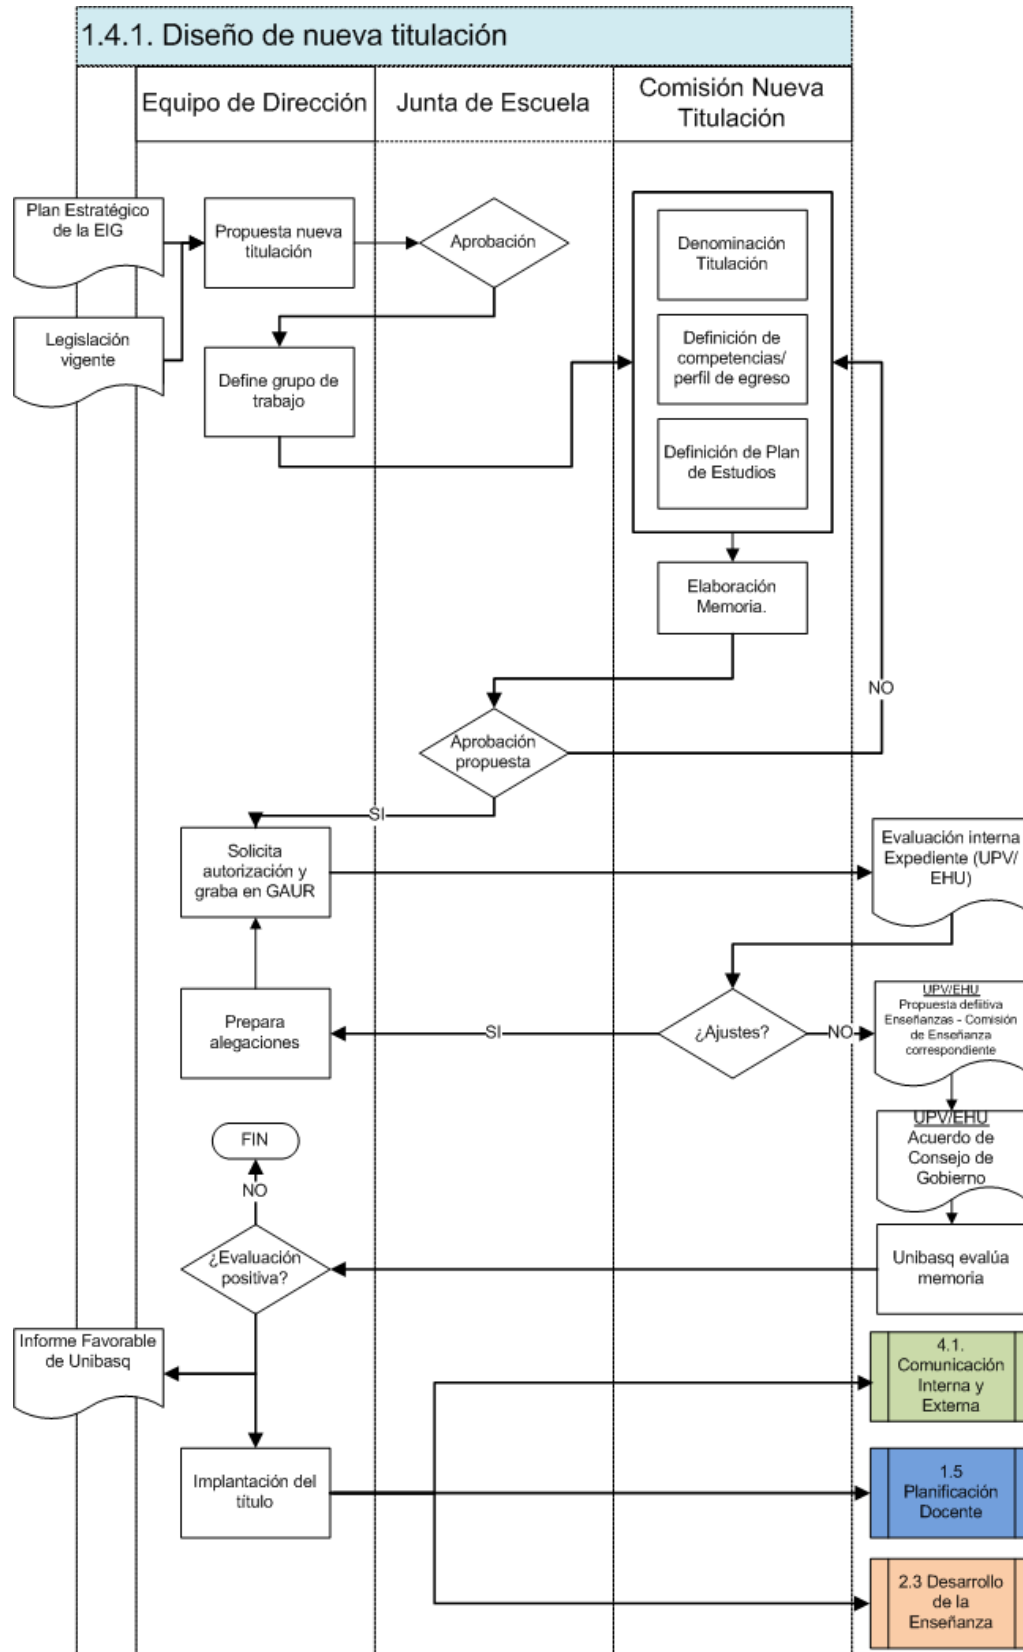 1.4.1. Diseño de nueva titulación
Equipo de Dirección
Junta de Escuela
Comisión Nueva
Titulación
Plan Estratégico
de la EIG
Propuesta nueva
titulación
Aprobación
Denominación
Titulación
Legislación
vigente
Define grupo de
trabajo
Definición de
competencias/
perfil de egreso
Definición de Plan
de Estudios
Elaboración
Memoria.
NO
Aprobación
propuesta
SI
Solicita
autorización y
graba en GAUR
Evaluación interna
Expediente (UPV/
EHU)
Prepara
alegaciones
SI
¿Ajustes?
NO
UPV/EHU
Propuesta defiitiva
Enseñanzas - Comisión
de Enseñanza
correspondiente
FIN
UPV/EHU
Acuerdo de
Consejo de
Gobierno
NO
¿Evaluación
positiva?
Unibasq evalúa
memoria
Informe Favorable
de Unibasq
4.1.
Comunicación
Interna y
Externa
Implantación del
título
1.5
Planificación
Docente
2.3 Desarrollo
de la
Enseñanza